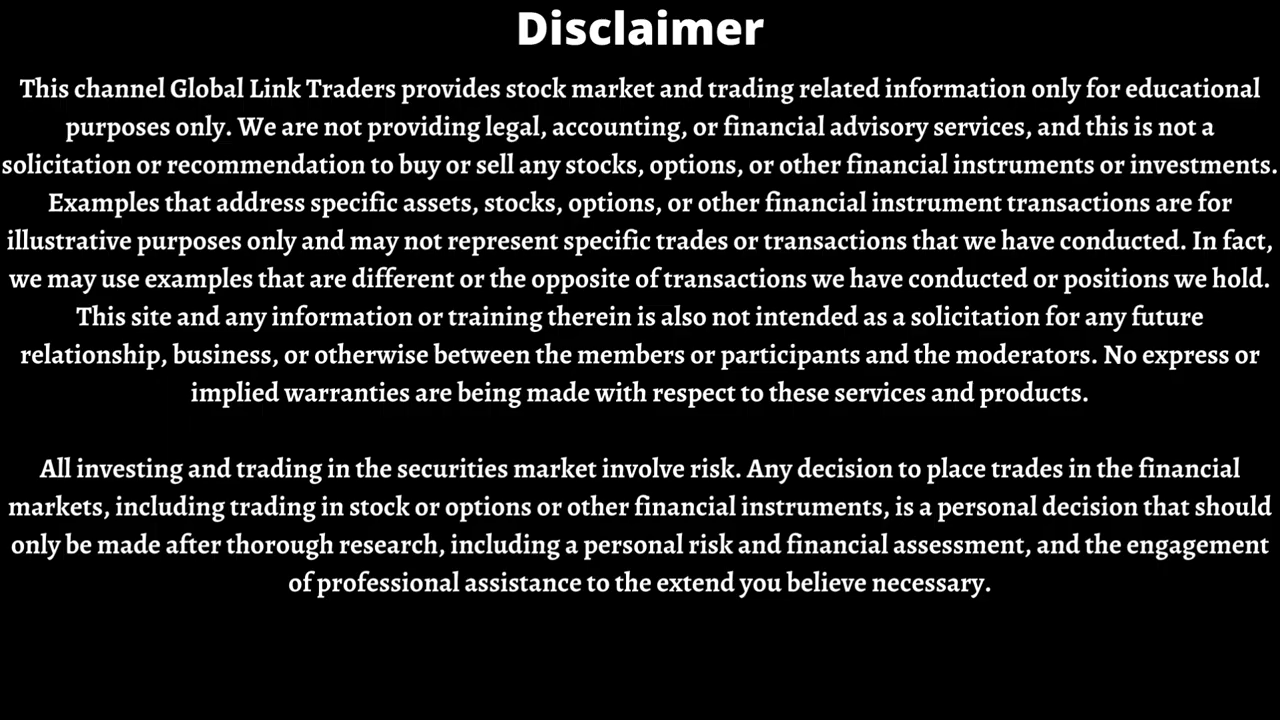 Disclaimer
This channel Global Link Traders provides stock market and trading related information only for educational
purposes only. We are not providing legal, accounting, or financial advisory services, and this is not a
solicitation or recommendation to buy or sell any stocks, options, or other financial instruments or investments.
Examples that address specific assets, stocks, options, or other financial instrument transactions are for
illustrative purposes only and may not represent specific trades or transactions that we have conducted. In fact,
we may use examples that are different or the opposite of transactions we have conducted or positions we hold.
This site and any information or training therein is also not intended as a solicitation for any future
relationship, business, or otherwise between the members or participants and the moderators. No express or
implied warranties are being made with respect to these services and products.
All investing and trading in the securities market involve risk. Any decision to place trades in the financial
markets, including trading in stock or options or other financial instruments, is a personal decision that should
only be made after thorough research, including a personal risk and financial assessment, and the engagement
of professional assistance to the extend you believe necessary.